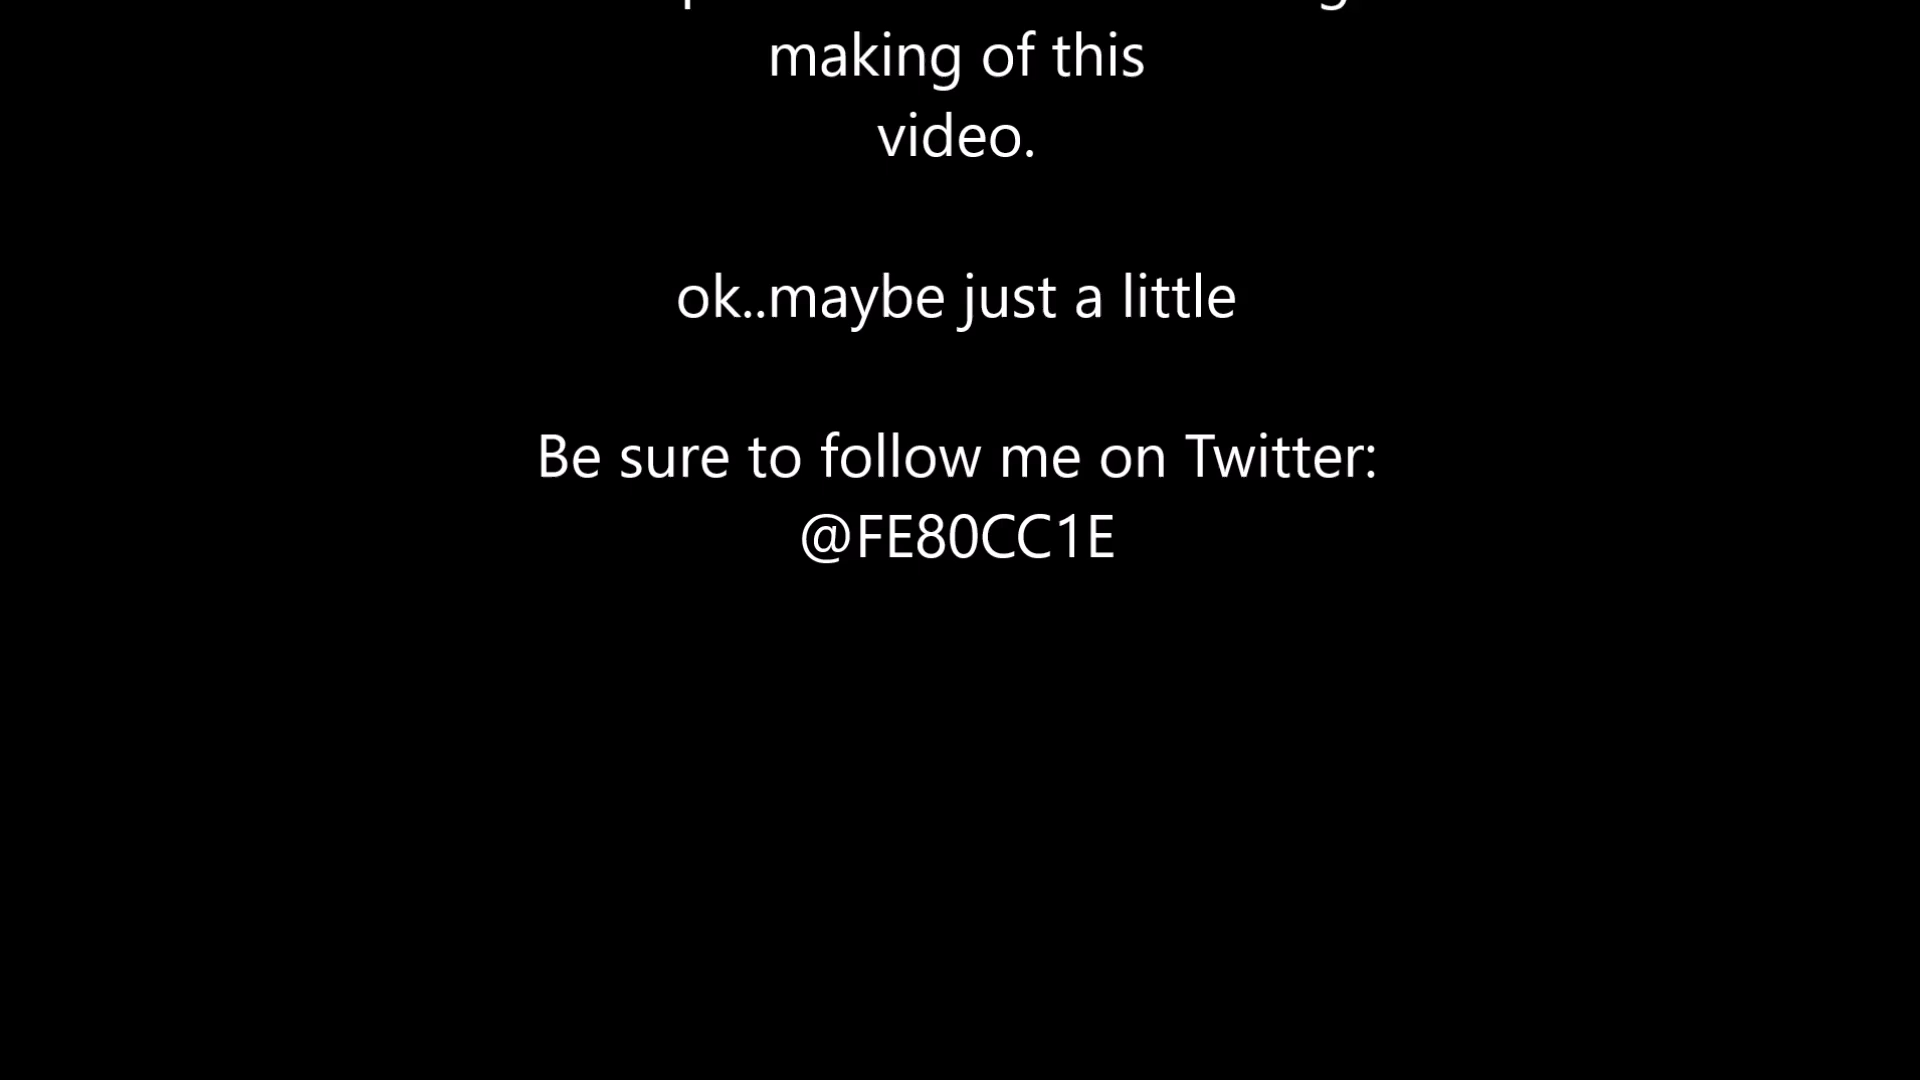 making of this
video.
ok..maybe just a little
Be sure to follow me on Twitter:
@FE80CC1E